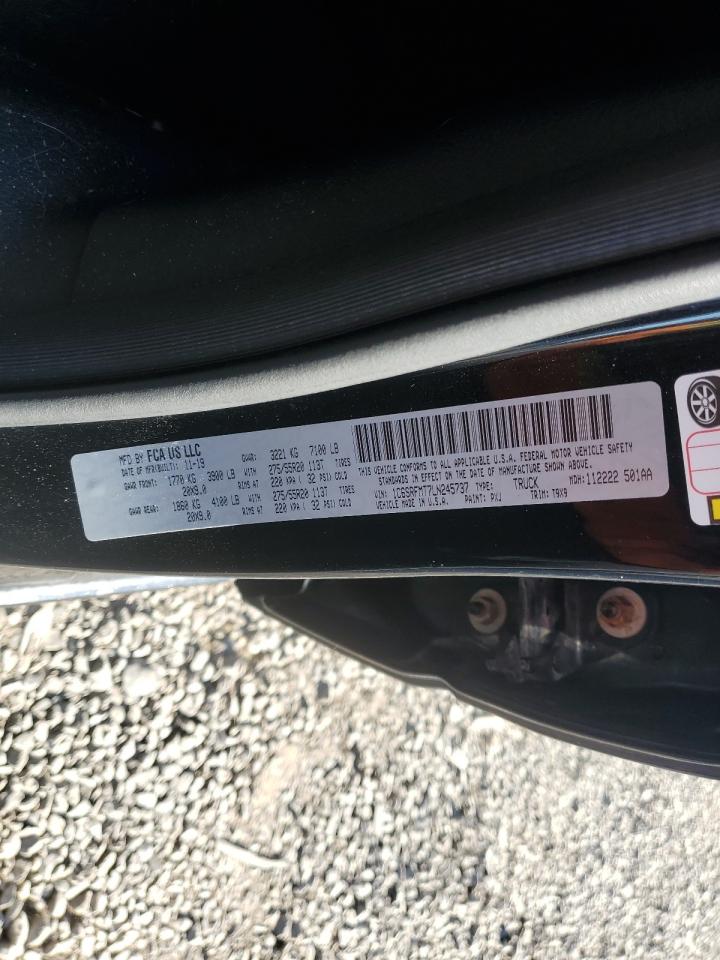 MFD BY FCA US LLC
DATE OF MFR(BUILT): 11-19 GVWR: 3221 KG 7100 LB
GAWR FRONT: 1770 KG 3900 LB WITH 275/55R20 113T TIRES
20X9.0 RIMS AT 220 KPA ( 32 PSI) COLD
GAWR REAR: 1860 KG 4100 LB WITH 275/55R20 113T TIRES
20X9.0 RIMS AT 220 KPA ( 32 PSI) COLD
THIS VEHICLE CONFORMS TO ALL APPLICABLE U.S.A. FEDERAL MOTOR VEHICLE SAFETY
STANDARDS IN EFFECT ON THE DATE OF MANUFACTURE SHOWN ABOVE.
VIN: 1C6SRFMT7LN245737 TYPE: TRUCK MDH: 112222 501AA
VEHICLE MADE IN U.S.A. PAINT: PXJ TRIM: T9X9